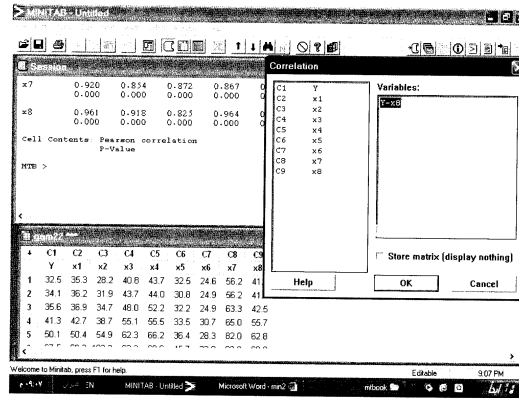 MINITAB - Untitled
Session
x7 0.920 0.854 0.872 0.867 0
0.000 0.000 0.000 0.000 0
x8 0.961 0.918 0.825 0.964 0
0.000 0.000 0.000 0.000 0
Cell Contents: Pearson correlation
P-Value
MTB >
Correlation
C1 Y
C2 x1
C3 x2
C4 x3
C5 x4
C6 x5
C7 x6
C8 x7
C9 x8
Variables:
Y-x8
Store matrix (display nothing)
Help
OK
Cancel
C1 C2 C3 C4 C5 C6 C7 C8 C9
Y x1 x2 x3 x4 x5 x6 x7 x8
1 32.5 35.3 28.2 40.8 43.7 32.5 24.6 56.2 41.
2 34.1 36.2 31.9 43.7 44.0 30.8 24.9 56.2 41.
3 35.6 36.9 34.7 48.0 52.2 32.2 24.9 63.3 42.5
4 41.3 42.7 38.7 55.1 55.5 33.5 30.7 65.0 55.7
5 50.1 50.4 54.9 62.3 66.2 36.4 28.3 82.0 62.8
Welcome to Minitab, press F1 for help.
Editable
9:07 PM
EN
MINITAB - Untitled
Microsoft Word - min2
mtbook